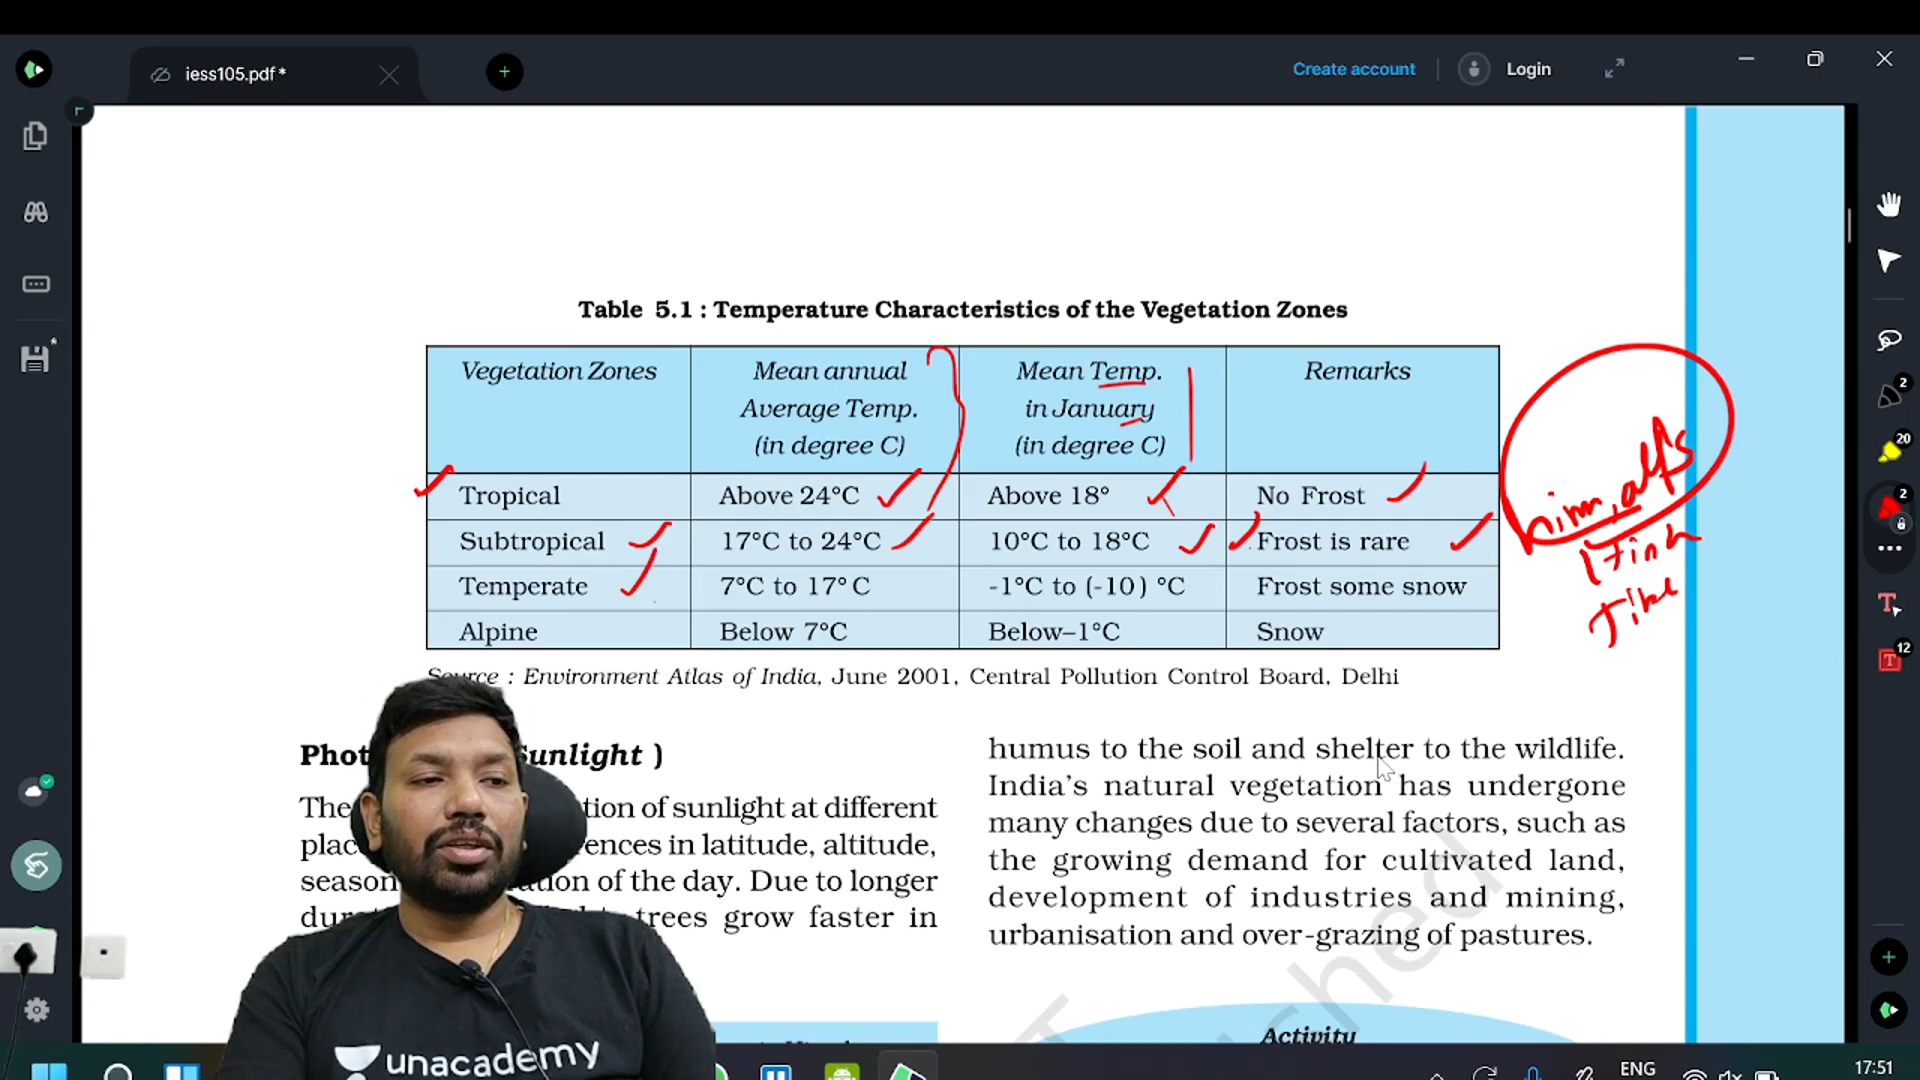 iess105.pdf*
Create account
Login
Table 5.1 : Temperature Characteristics of the Vegetation Zones
Vegetation Zones
Mean annual
Average Temp.
(in degree C)
Mean Temp.
in January
(in degree C)
Remarks
Tropical Above 24°C Above 18° No Frost
Subtropical 17°C to 24°C 10°C to 18°C Frost is rare
Temperate 7°C to 17° C -1°C to (-10) °C Frost some snow
Alpine Below 7°C Below–1°C Snow
Source : Environment Atlas of India, June 2001, Central Pollution Control Board, Delhi
Sunlight )
The tion of sunlight at different
rences in latitude, altitude,
season of the day. Due to longer
trees grow faster in
humus to the soil and shelter to the wildlife.
India's natural vegetation has undergone
many changes due to several factors, such as
the growing demand for cultivated land,
development of industries and mining,
urbanisation and over-grazing of pastures.
Activity
unacademy
2
20
2
12
ENG
17:51